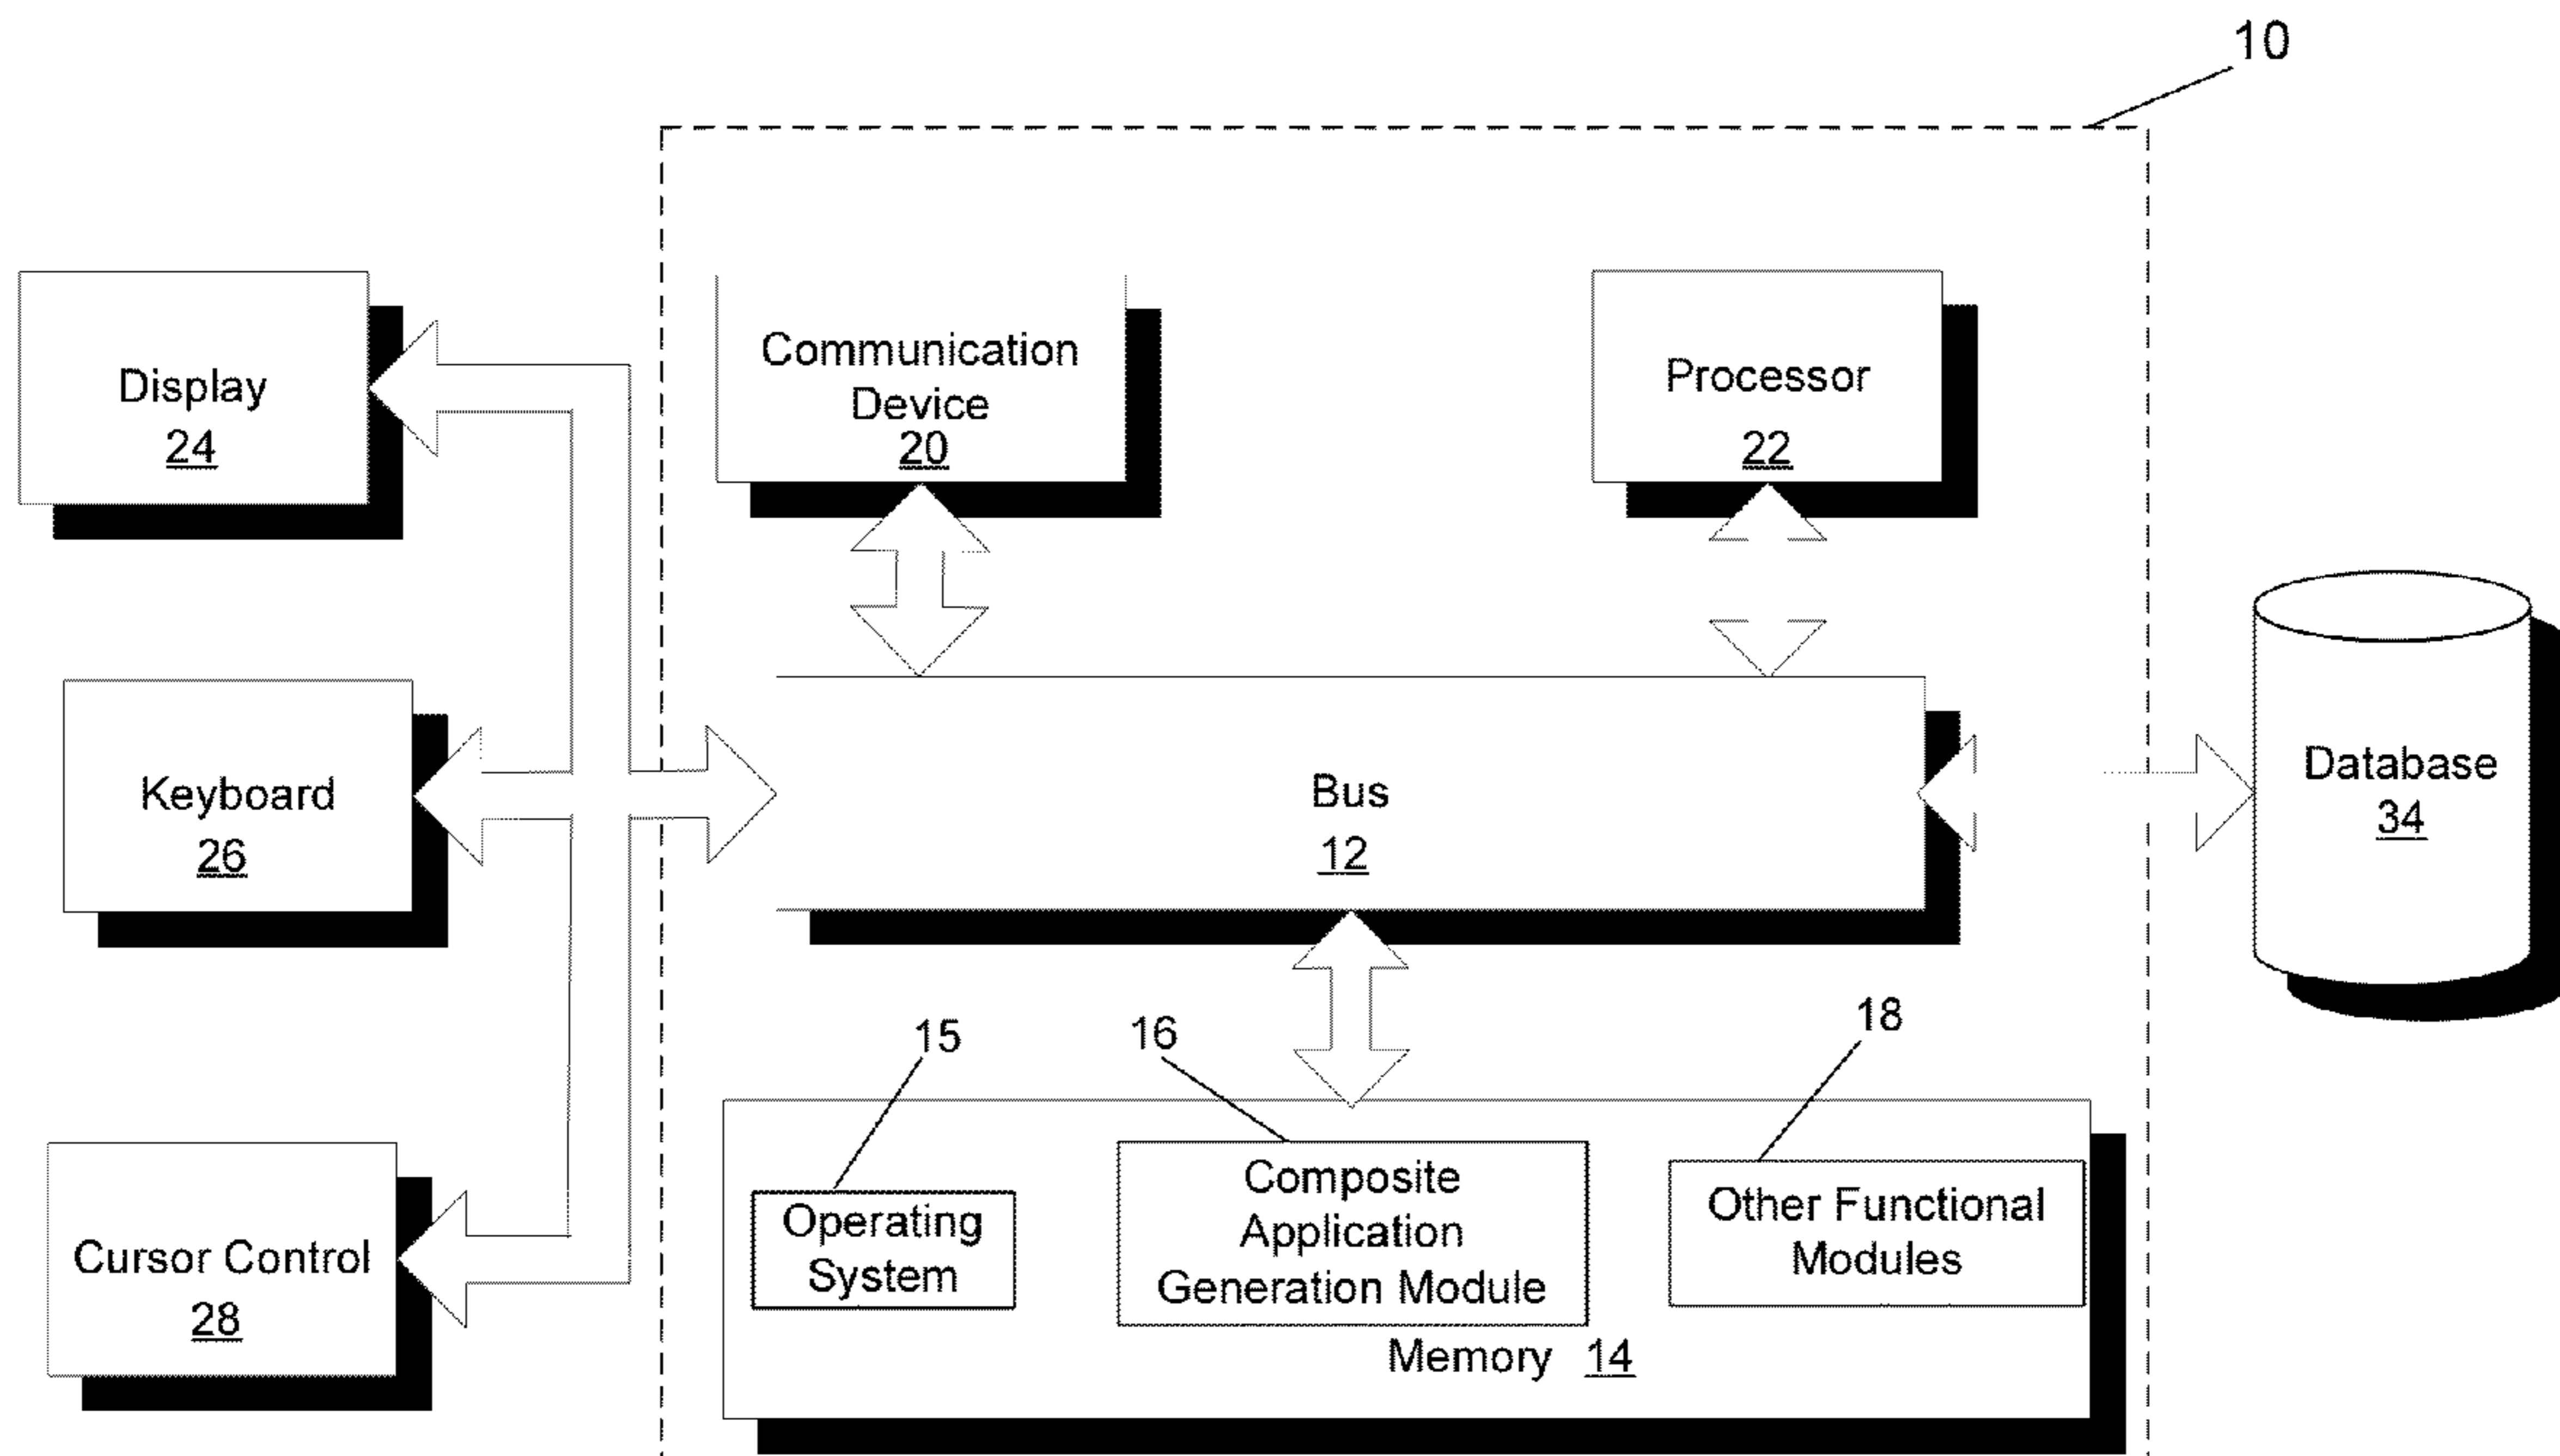 10
Display
24
Communication
Device
20
Processor
22
Keyboard
26
Bus
12
Database
34
15
16
18
Cursor Control
28
Operating
System
Composite
Application
Generation Module
Other Functional
Modules
Memory 14